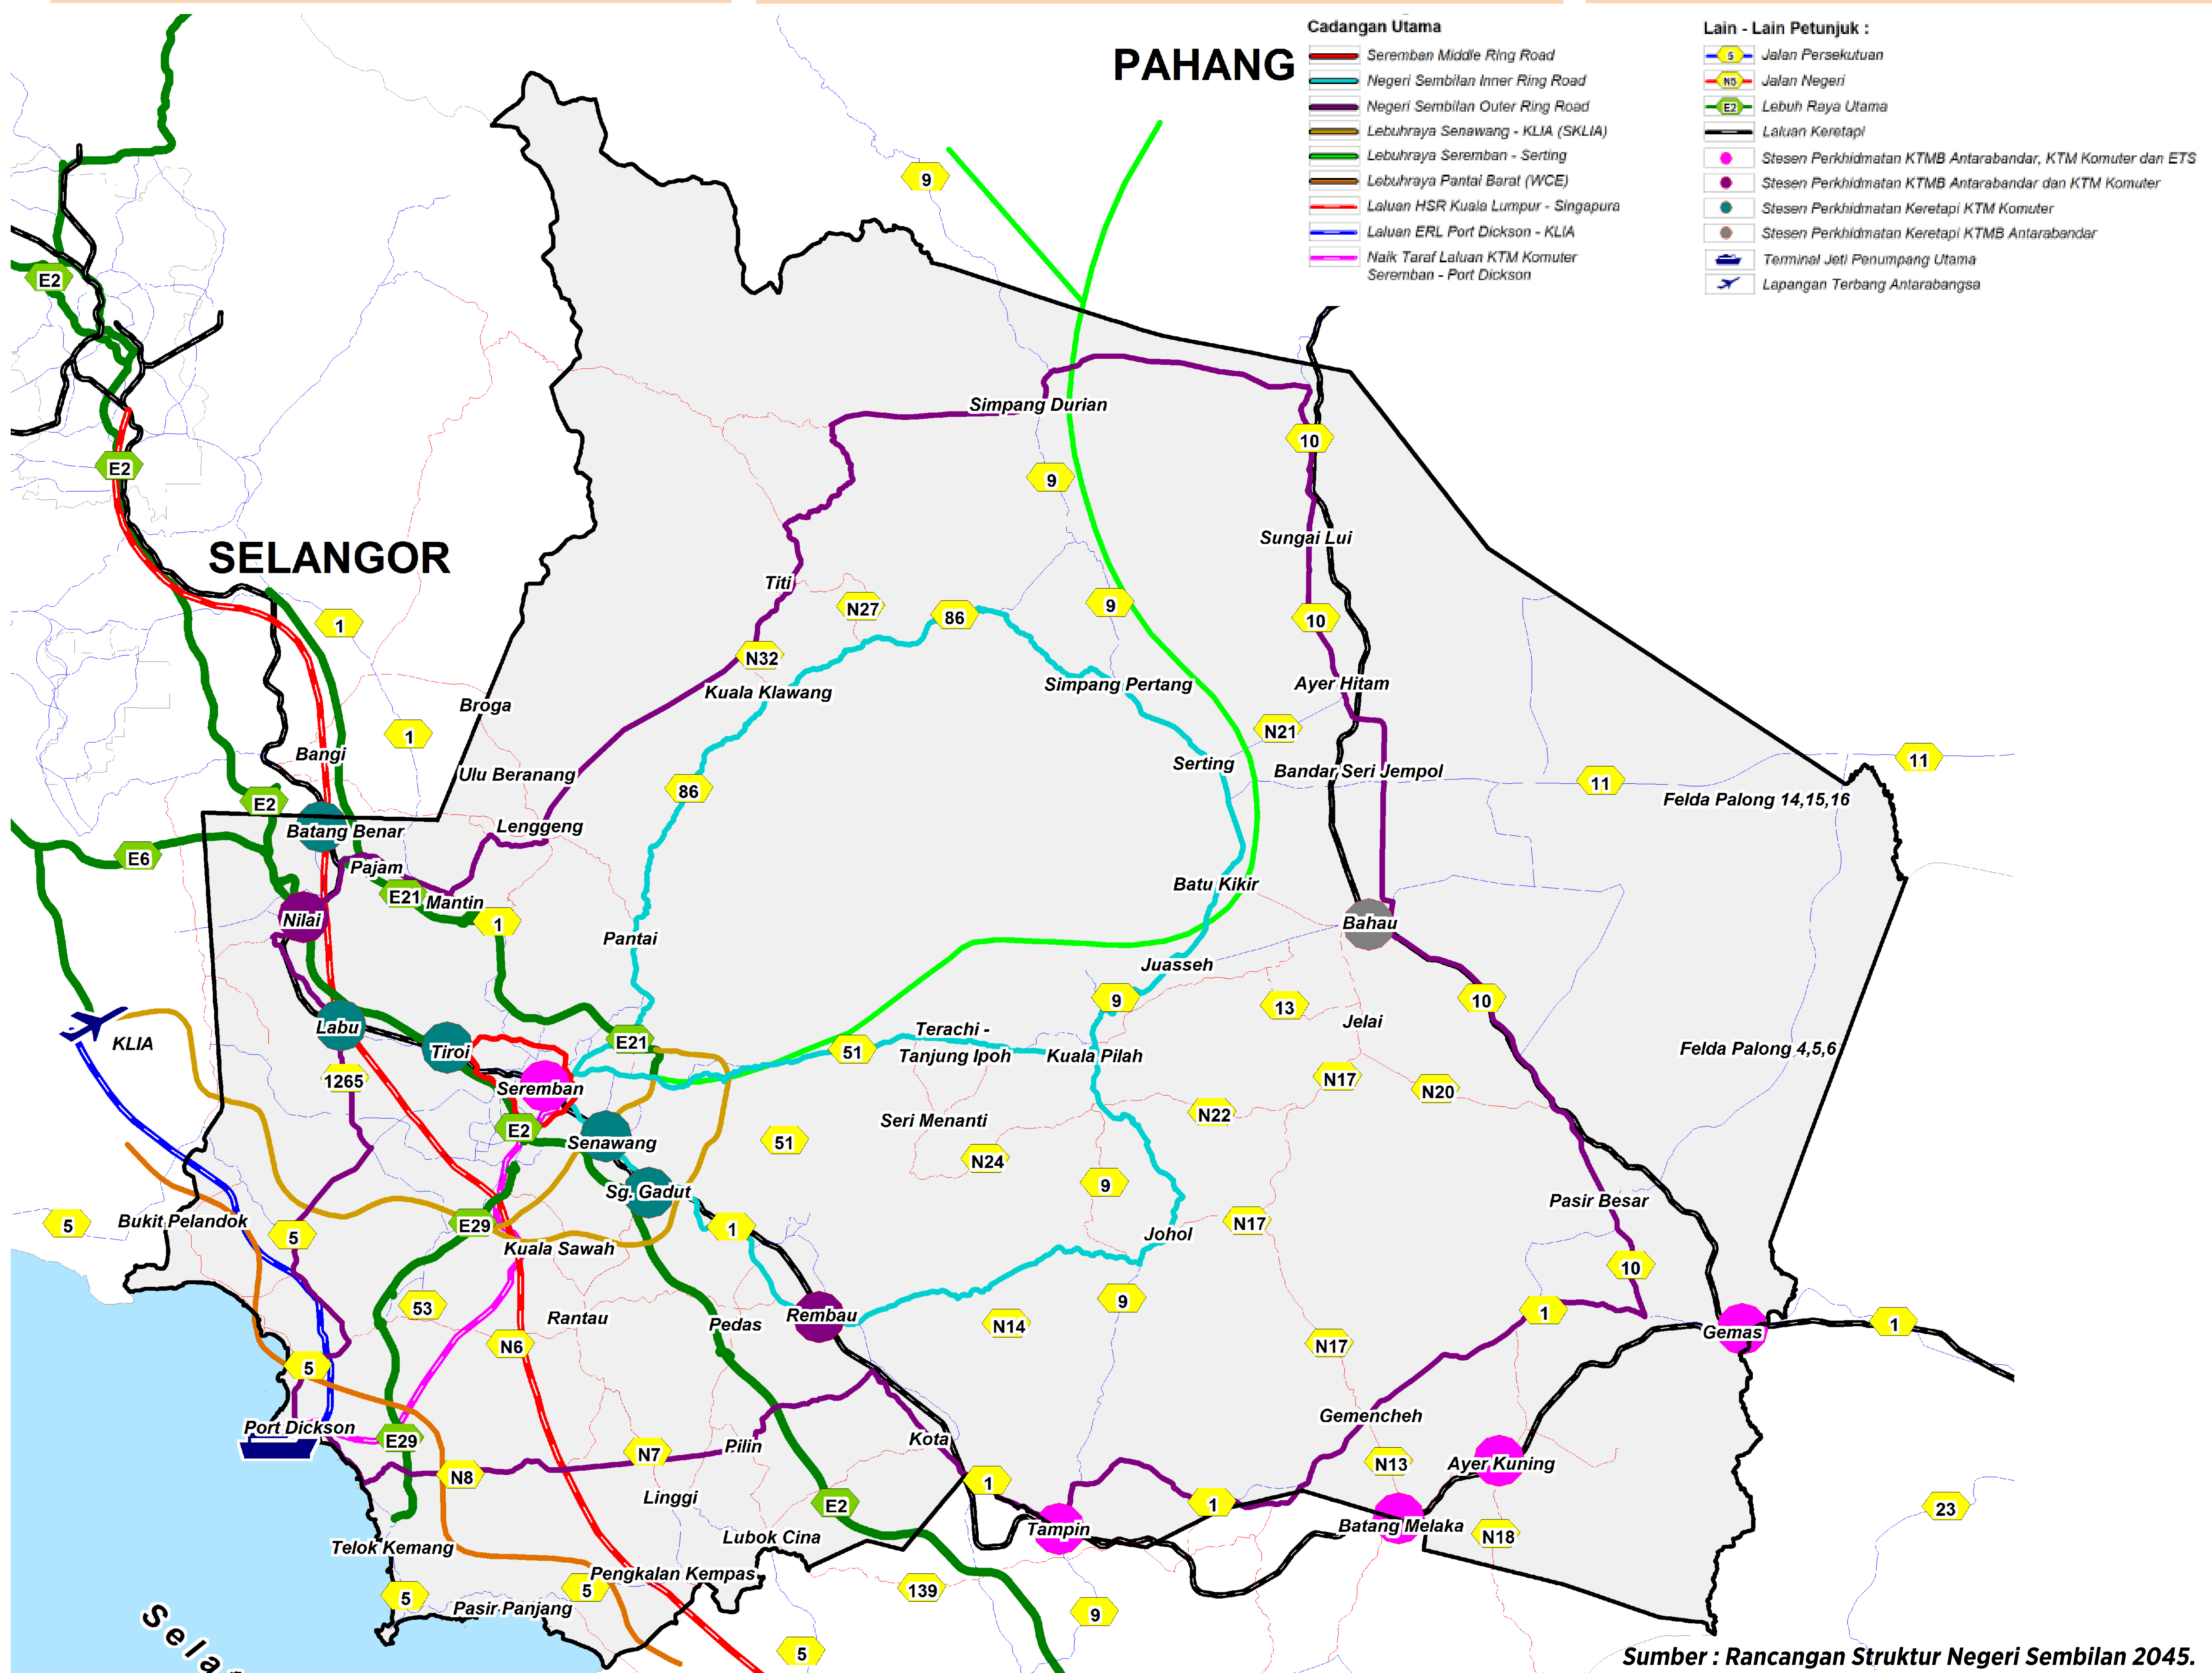 PAHANG
Cadangan Utama
Seremban Middle Ring Road
Negeri Sembilan Inner Ring Road
Negeri Sembilan Outer Ring Road
Lebuhraya Senawang - KLIA (SKLIA)
Lebuhraya Seremban - Serting
Lebuhraya Pantai Barat (WCE)
Laluan HSR Kuala Lumpur - Singapura
Laluan ERL Port Dickson - KLIA
Naik Taraf Laluan KTM Komuter
Seremban - Port Dickson
Lain - Lain Petunjuk :
5 Jalan Persekutuan
N5 Jalan Negeri
E2 Lebuh Raya Utama
Laluan Keretapi
Stesen Perkhidmatan KTMB Antarabandar, KTM Komuter dan ETS
Stesen Perkhidmatan KTMB Antarabandar dan KTM Komuter
Stesen Perkhidmatan Keretapi KTM Komuter
Stesen Perkhidmatan Keretapi KTMB Antarabandar
Terminal Jeti Penumpang Utama
Lapangan Terbang Antarabangsa
9
E2
Simpang Durian
10
E2
9
Sungai Lui
SELANGOR
Titi
N27
86
9
10
1
N32
Kuala Klawang
Simpang Pertang
Ayer Hitam
Broga
1
N21
Bangi
Ulu Beranang
86
Serting
Bandar Seri Jempol
11
11
Felda Palong 14,15,16
E2
Batang Benar
Lenggeng
E6
Pajam
E21
Mantin
1
Batu Kikir
Nilai
Bahau
Pantai
Juasseh
9
13
10
Labu
KLIA
Tiroi
E21
51
Terachi -
Tanjung Ipoh
Kuala Pilah
Jelai
Felda Palong 4,5,6
1265
Seremban
N17
N20
E2
Senawang
51
Seri Menanti
N22
N24
9
Sg. Gadut
Pasir Besar
5
Bukit Pelandok
5
E29
1
N17
Johol
Kuala Sawah
10
53
Rantau
Pedas
Rembau
N14
9
1
Gemas
1
N6
N17
5
Port Dickson
E29
Pilin
Kota
Gemencheh
N8
N7
N13
Ayer Kuning
Linggi
1
E2
1
23
Tampin
Batang Melaka
N18
Lubok Cina
Telok Kemang
Pengkalan Kempas
5
5
139
Pasir Panjang
9
5
Sela
Sumber : Rancangan Struktur Negeri Sembilan 2045.